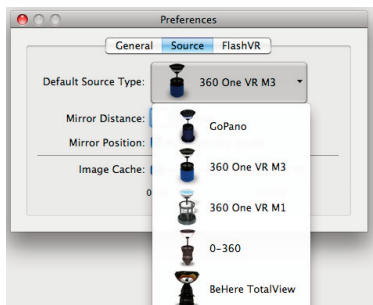 Preferences
General Source FlashVR
Default Source Type: 360 One VR M3
Mirror Distance:
GoPano
Mirror Position:
Image Cache:
360 One VR M3
0
360 One VR M1
0-360
BeHere TotalView